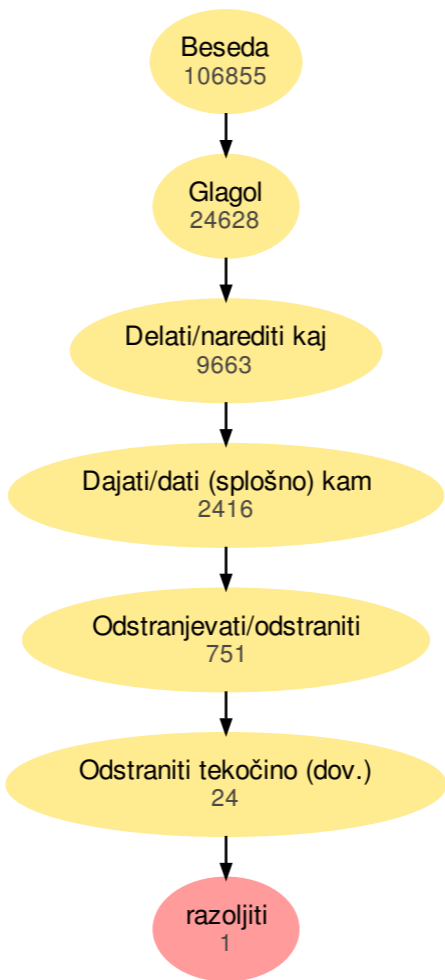 Beseda
106855
Glagol
24628
Delati/narediti kaj
9663
Dajati/dati (splošno) kam
2416
Odstranjevati/odstraniti
751
Odstraniti tekočino (dov.)
24
razoljiti
1